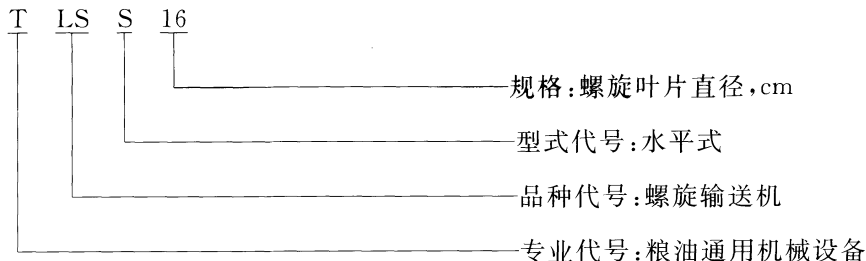 T LS S 16
规格:螺旋叶片直径,cm
型式代号:水平式
品种代号:螺旋输送机
专业代号:粮油通用机械设备